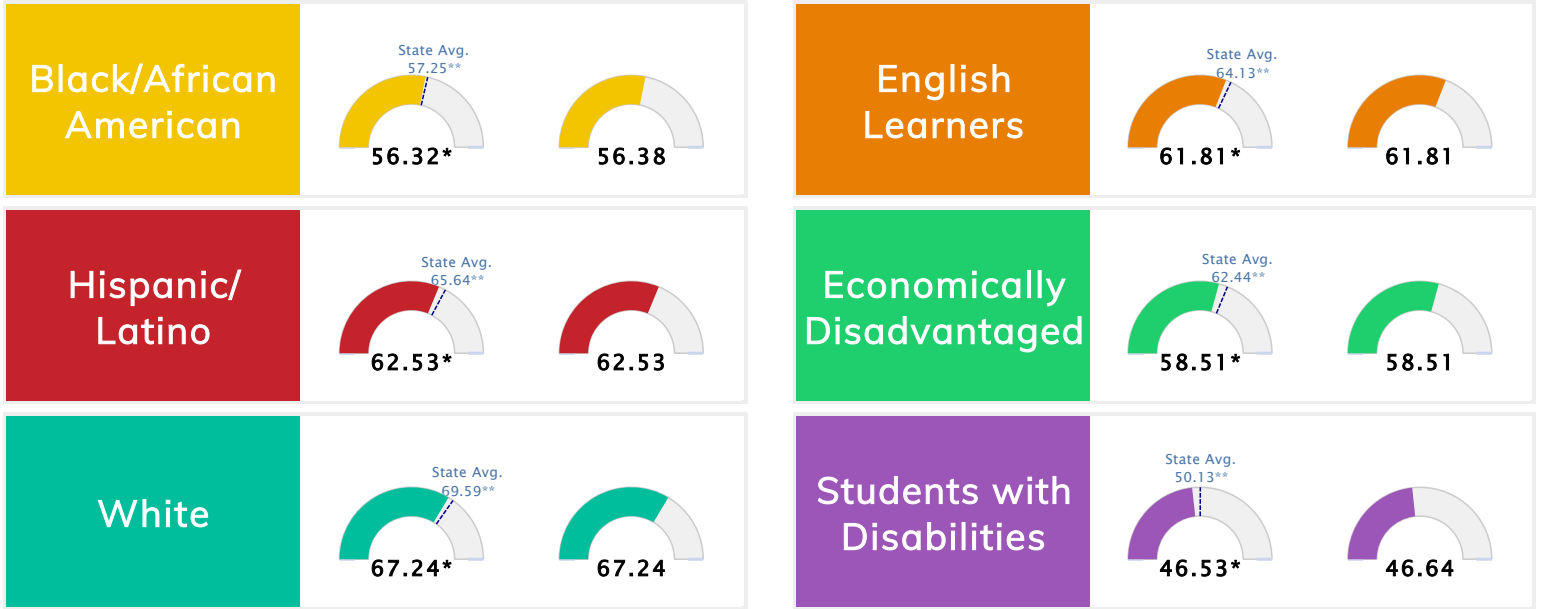 Black/African
American
State Avg.
57.25**
56.32*
56.38
English
Learners
State Avg.
64.13**
61.81*
61.81
Hispanic/
Latino
State Avg.
65.64**
62.53*
62.53
Economically
Disadvantaged
State Avg.
62.44**
58.51*
58.51
White
State Avg.
69.59**
67.24*
67.24
Students with
Disabilities
State Avg.
50.13**
46.53*
46.64